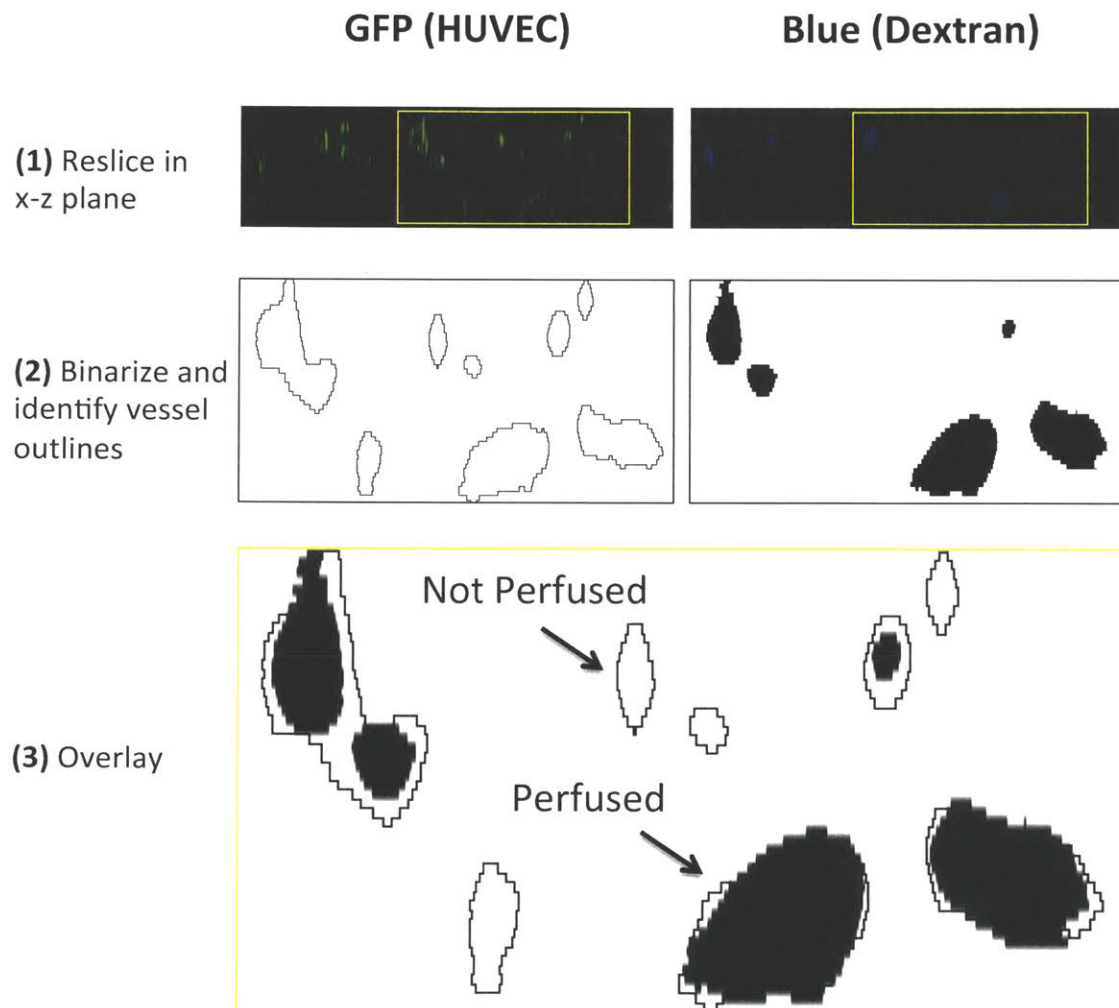 GFP (HUVEC)
Blue (Dextran)
(1) Reslice in
x-z plane
(2) Binarize and
identify vessel
outlines
(3) Overlay
Not Perfused
Perfused